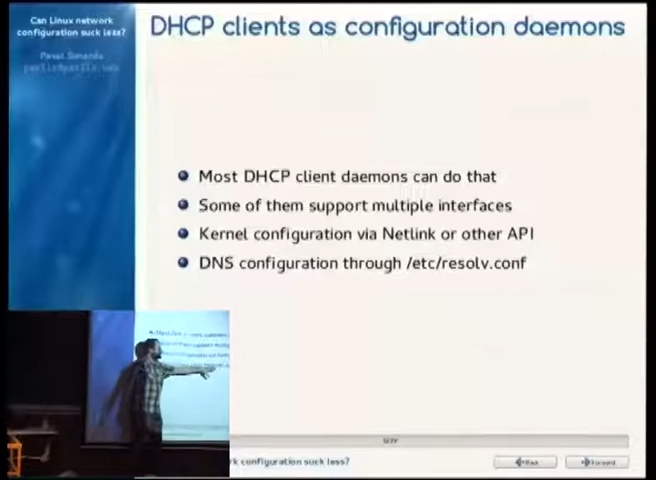 Can Linux network
configuration suck less?
DHCP clients as configuration daemons
Most DHCP client daemons can do that
Some of them support multiple interfaces
Kernel configuration via Netlink or other API
DNS configuration through /etc/resolv.conf
configuration suck less?
Back
Forward